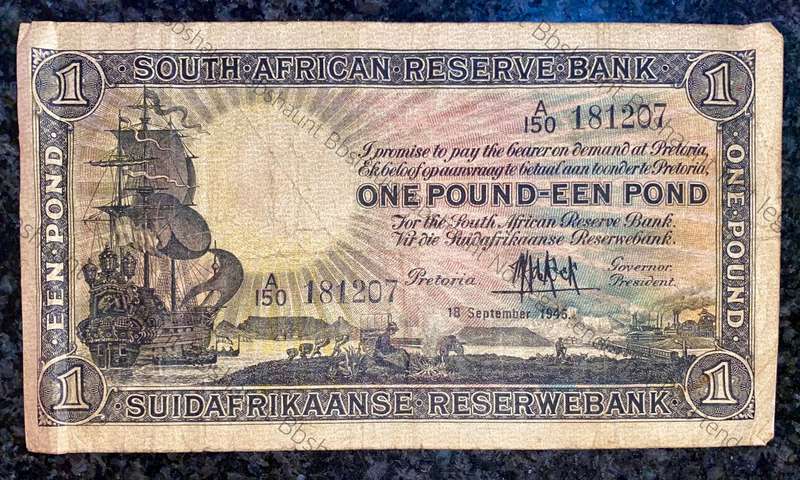 SOUTH·AFRICAN·RESERVE·BANK
1
1
A/150 181207
I promise to pay the bearer on demand at Pretoria,
Ek beloof op aanvraag te betaal aan toonder te Pretoria,
ONE POUND-EEN POND
For the South African Reserve Bank.
Vir die Suidafrikaanse Reserwebank.
A/150 181207
Pretoria.
Governor.
President.
18 September 1945.
EEN·POND
ONE·POUND
1
1
SUIDAFRIKAANSE·RESERWEBANK
Bbshaunt